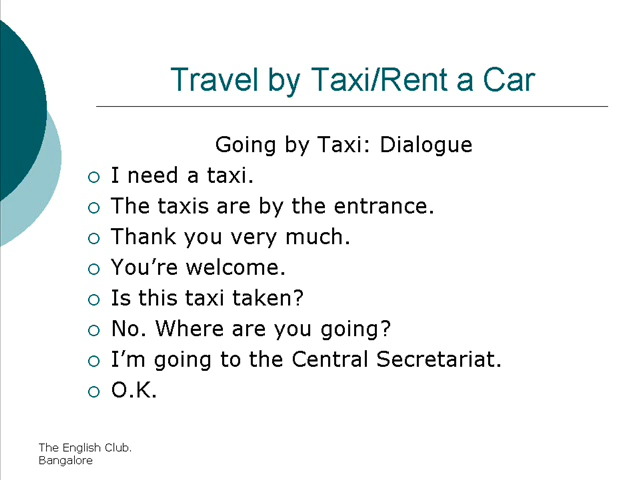 Travel by Taxi/Rent a Car
Going by Taxi: Dialogue
I need a taxi.
The taxis are by the entrance.
Thank you very much.
You’re welcome.
Is this taxi taken?
No. Where are you going?
I’m going to the Central Secretariat.
O.K.
The English Club.
Bangalore